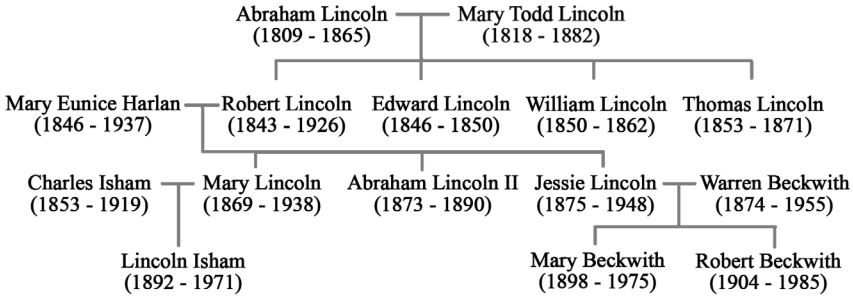 Abraham Lincoln Mary Todd Lincoln
(1809 - 1865) (1818 - 1882)
Mary Eunice Harlan Robert Lincoln Edward Lincoln William Lincoln Thomas Lincoln
(1846 - 1937) (1843 - 1926) (1846 - 1850) (1850 - 1862) (1853 - 1871)
Charles Isham Mary Lincoln Abraham Lincoln II Jessie Lincoln Warren Beckwith
(1853 - 1919) (1869 - 1938) (1873 - 1890) (1875 - 1948) (1874 - 1955)
Lincoln Isham Mary Beckwith Robert Beckwith
(1892 - 1971) (1898 - 1975) (1904 - 1985)